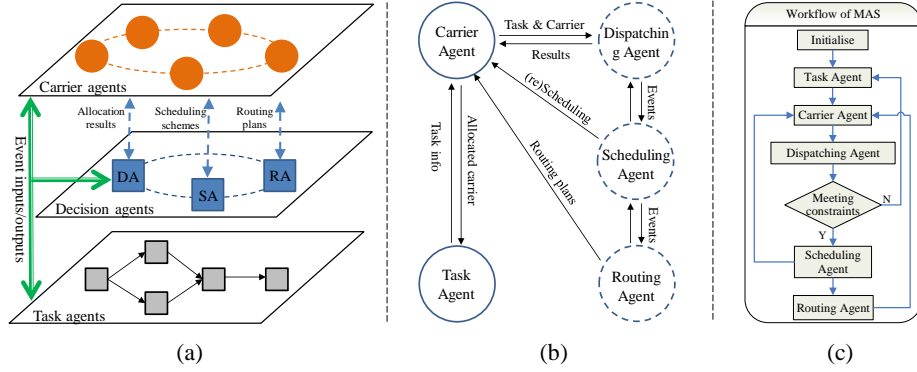 Carrier agents
Allocation
results
Scheduling
schemes
Routing
plans
Event inputs/outputs
DA
SA
RA
Decision agents
Task agents
(a)
Carrier
Agent
Task & Carrier
Results
Dispatchin
g Agent
(re)Scheduling
Events
Task info
Allocated carrier
Scheduling
Agent
Routing plans
Events
Task
Agent
Routing
Agent
(b)
Workflow of MAS
Initialise
Task Agent
Carrier Agent
Dispatching Agent
Meeting
constraints
N
Y
Scheduling
Agent
Routing Agent
(c)